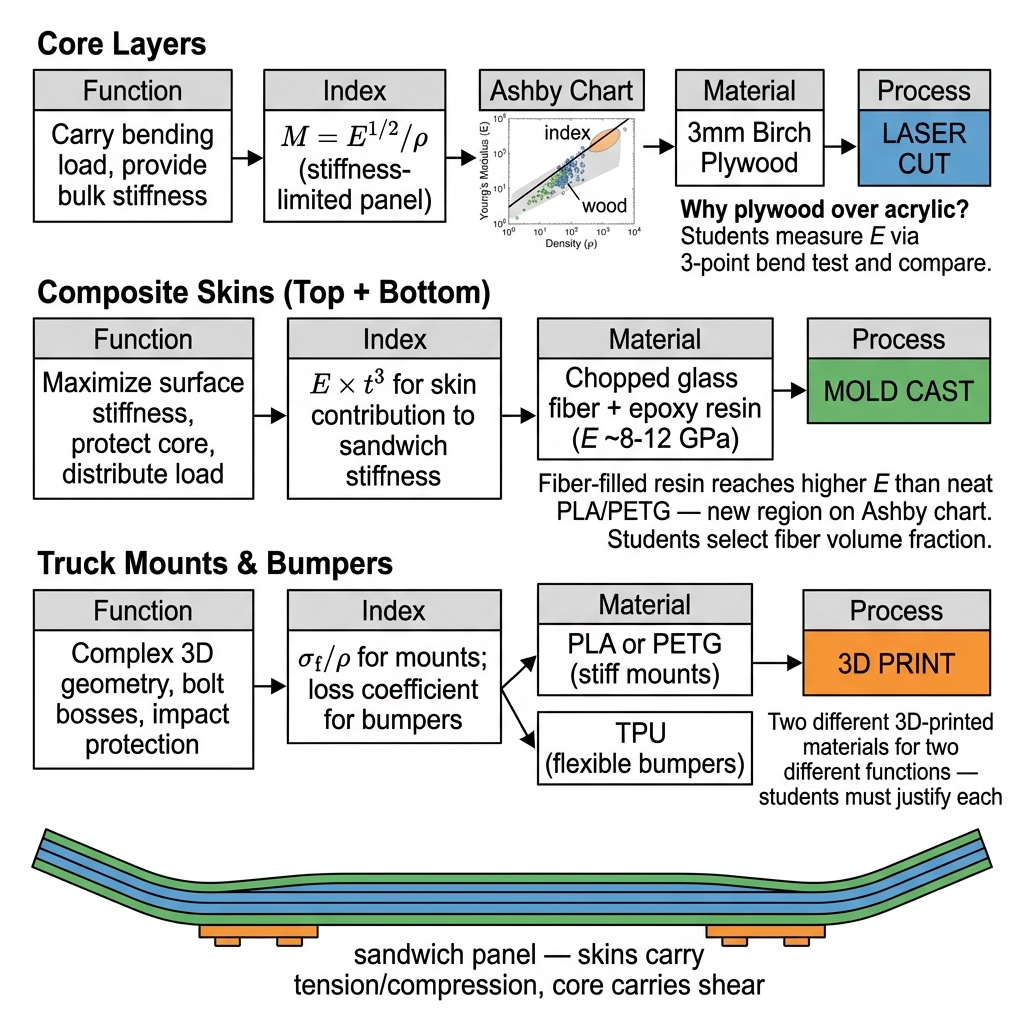 Core Layers
Function
Carry bending
load, provide
bulk stiffness
Index
M = E^{1/2}/ρ
(stiffness-
limited panel)
Ashby Chart
Young's Modulus (E)
index
wood
10⁰ 10¹ 10² 10³ 10⁴
Density (ρ)
Material
3mm Birch
Plywood
Process
LASER
CUT
Why plywood over acrylic?
Students measure E via
3-point bend test and compare.
Composite Skins (Top + Bottom)
Function
Maximize surface
stiffness,
protect core,
distribute load
Index
E × t³ for skin
contribution to
sandwich
stiffness
Material
Chopped glass
fiber + epoxy resin
(E ~8-12 GPa)
Process
MOLD CAST
Fiber-filled resin reaches higher E than neat
PLA/PETG — new region on Ashby chart.
Students select fiber volume fraction.
Truck Mounts & Bumpers
Function
Complex 3D
geometry, bolt
bosses, impact
protection
Index
σ_f/ρ for mounts;
loss coefficient
for bumpers
Material
PLA or PETG
(stiff mounts)
TPU
(flexible bumpers)
Process
3D PRINT
Two different 3D-printed
materials for two
different functions —
students must justify each
sandwich panel — skins carry
tension/compression, core carries shear